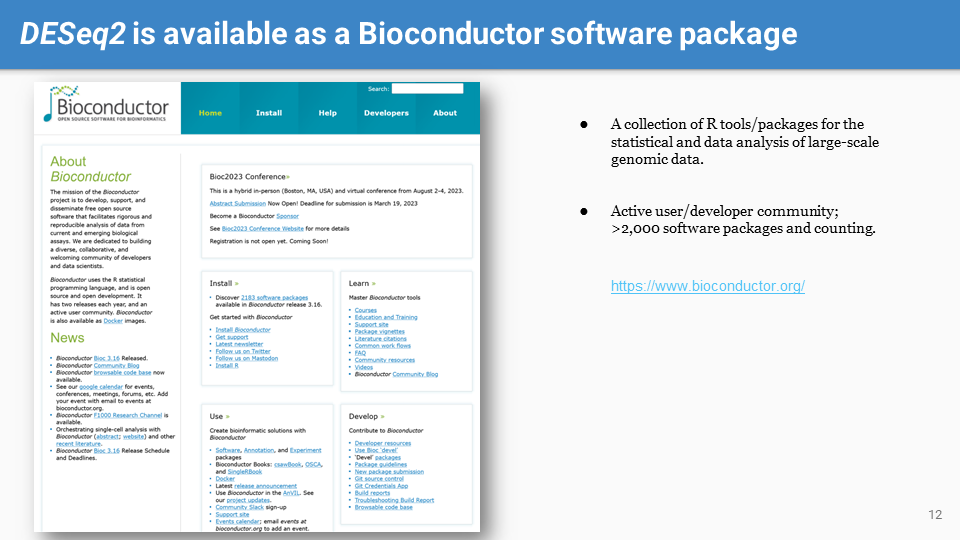 DESeq2 is available as a Bioconductor software package
Bioconductor
OPEN SOURCE SOFTWARE FOR BIOINFORMATICS
Search:
Home
Install
Help
Developers
About
About
Bioconductor
The mission of the Bioconductor
project is to develop, support, and
disseminate free open source
software that facilitates rigorous and
reproducible analysis of data from
current and emerging biological
assays. We are dedicated to building
a diverse, collaborative, and
welcoming community of developers
and data scientists.
Bioconductor uses the R statistical
programming language, and is open
source and open development. It
has two releases each year, and an
active user community. Bioconductor
is also available as Docker images.
News
• Bioconductor Bioc 3.16 Released.
• Bioconductor Community Blog
• Bioconductor browsable code base now
available.
• See our google calendar for events,
conferences, meetings, forums, etc. Add
your event with email to events at
bioconductor.org.
• Bioconductor F1000 Research Channel is
available.
• Orchestrating single-cell analysis with
Bioconductor (abstract; website) and other
recent literature.
• Bioconductor Bioc 3.16 Release Schedule
and Deadlines.
Bioc2023 Conference»
This is a hybrid in-person (Boston, MA, USA) and virtual conference from August 2-4, 2023.
Abstract Submission Now Open! Deadline for submission is March 19, 2023
Become a Bioconductor Sponsor
See Bioc2023 Conference Website for more details
Registration is not open yet. Coming Soon!
Install »
• Discover 2183 software packages
available in Bioconductor release 3.16.
Get started with Bioconductor
• Install Bioconductor
• Get support
• Latest newsletter
• Follow us on Twitter
• Follow us on Mastodon
• Install R
Learn »
Master Bioconductor tools
• Courses
• Education and Training
• Support site
• Package vignettes
• Literature citations
• Common work flows
• FAQ
• Community resources
• Videos
• Bioconductor Community Blog
Use »
Create bioinformatic solutions with
Bioconductor
• Software, Annotation, and Experiment
packages
• Bioconductor Books: csawBook, OSCA,
and SingleRBook
• Docker
• Latest release announcement
• Use Bioconductor in the AnVIL. See
our project updates.
• Community Slack sign-up
• Support site
• Events calendar; email events at
bioconductor.org to add an event.
Develop »
Contribute to Bioconductor
• Developer resources
• Use Bioc 'devel'
• 'Devel' packages
• Package guidelines
• New package submission
• Git source control
• Git Credentials App
• Build reports
• Troubleshooting Build Report
• Browsable code base
● A collection of R tools/packages for the
statistical and data analysis of large-scale
genomic data.
● Active user/developer community;
>2,000 software packages and counting.
https://www.bioconductor.org/
12